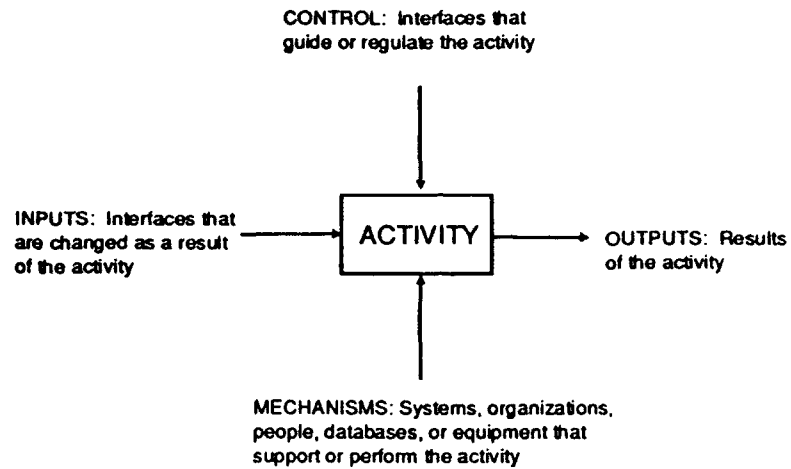 CONTROL: Interfaces that
guide or regulate the activity
INPUTS: Interfaces that
are changed as a result
of the activity
ACTIVITY
OUTPUTS: Results
of the activity
MECHANISMS: Systems, organizations,
people, databases, or equipment that
support or perform the activity